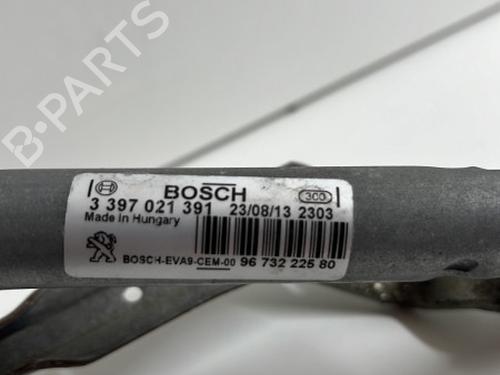 B-PARTS
BOSCH 300
3 397 021 391 23/08/13 2303
Made in Hungary
BOSCH-EVA9-CEM-00 96 732 225 80